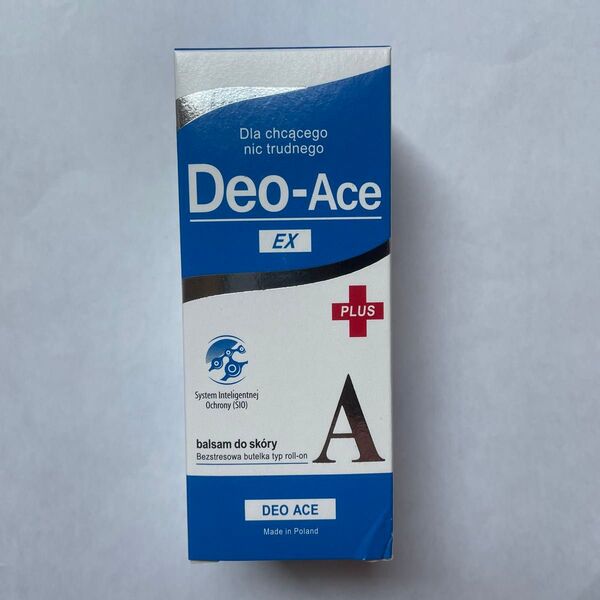 Dla chcącego
nic trudnego
Deo-Ace
EX
PLUS
System Inteligentnej
Ochrony (SIO)
A
balsam do skóry
Bezstresowa butelka typ roll-on
DEO ACE
Made in Poland